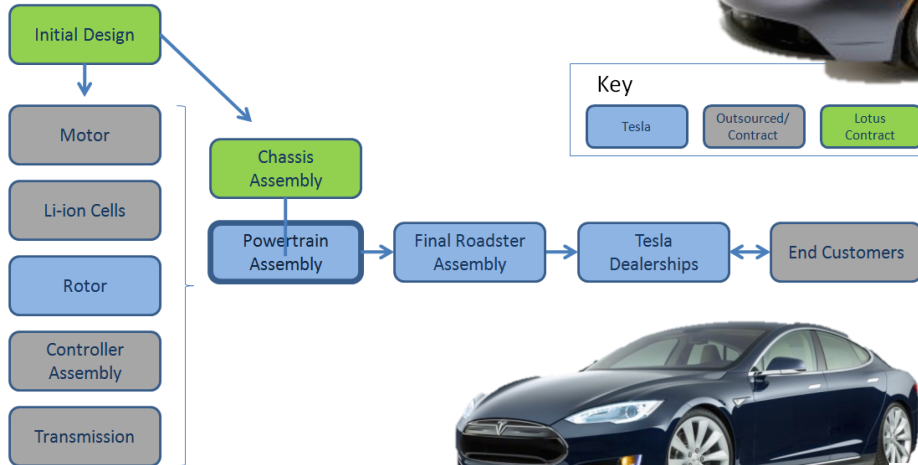 Initial Design
Key
Tesla
Outsourced/
Contract
Lotus
Contract
Motor
Chassis
Assembly
Li-ion Cells
Powertrain
Assembly
Final Roadster
Assembly
Tesla
Dealerships
End Customers
Rotor
Controller
Assembly
Transmission